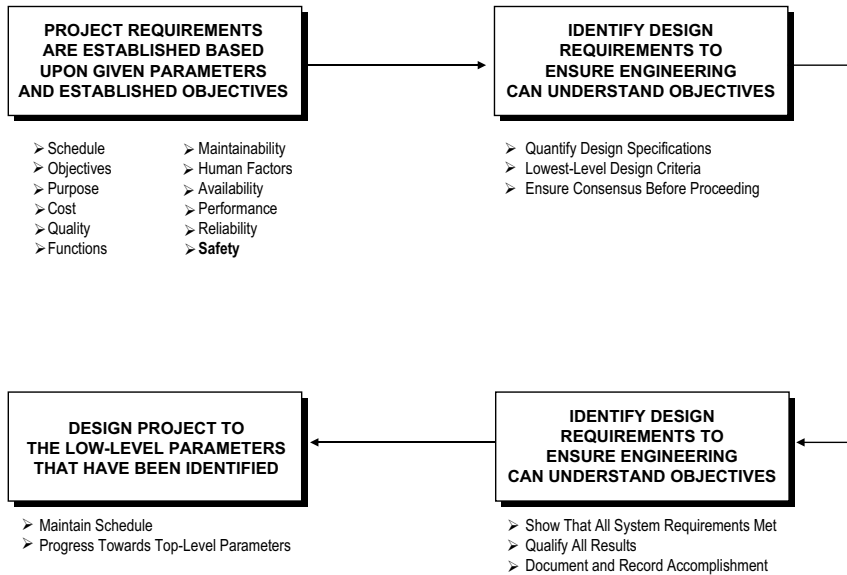 PROJECT REQUIREMENTS
ARE ESTABLISHED BASED
UPON GIVEN PARAMETERS
AND ESTABLISHED OBJECTIVES
➢ Schedule
➢ Objectives
➢ Purpose
➢ Cost
➢ Quality
➢ Functions
➢ Maintainability
➢ Human Factors
➢ Availability
➢ Performance
➢ Reliability
➢ Safety
IDENTIFY DESIGN
REQUIREMENTS TO
ENSURE ENGINEERING
CAN UNDERSTAND OBJECTIVES
➢ Quantify Design Specifications
➢ Lowest-Level Design Criteria
➢ Ensure Consensus Before Proceeding
IDENTIFY DESIGN
REQUIREMENTS TO
ENSURE ENGINEERING
CAN UNDERSTAND OBJECTIVES
➢ Show That All System Requirements Met
➢ Qualify All Results
➢ Document and Record Accomplishment
DESIGN PROJECT TO
THE LOW-LEVEL PARAMETERS
THAT HAVE BEEN IDENTIFIED
➢ Maintain Schedule
➢ Progress Towards Top-Level Parameters